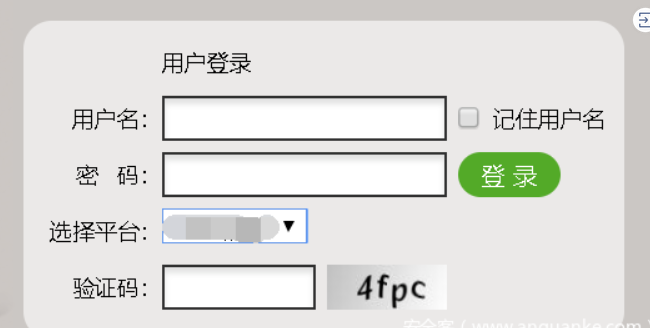 用户登录
用户名： 记住用户名
密 码： 登 录
选择平台：
验证码： 4fpc
安全客（www.anquanke.com）